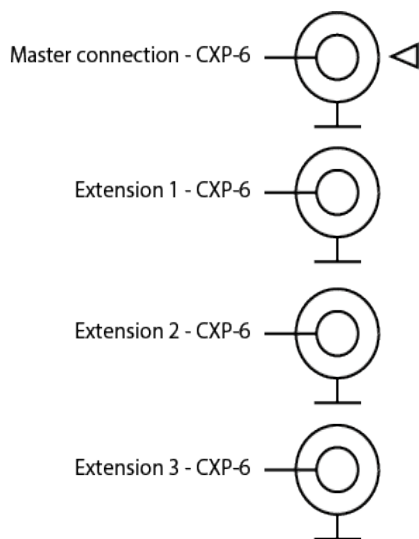 Master connection - CXP-6
Extension 1 - CXP-6
Extension 2 - CXP-6
Extension 3 - CXP-6